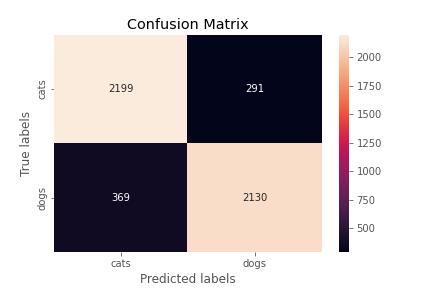 Confusion Matrix
True labels
cats
2199
291
dogs
369
2130
cats
dogs
Predicted labels
2000
1750
1500
1250
1000
750
500